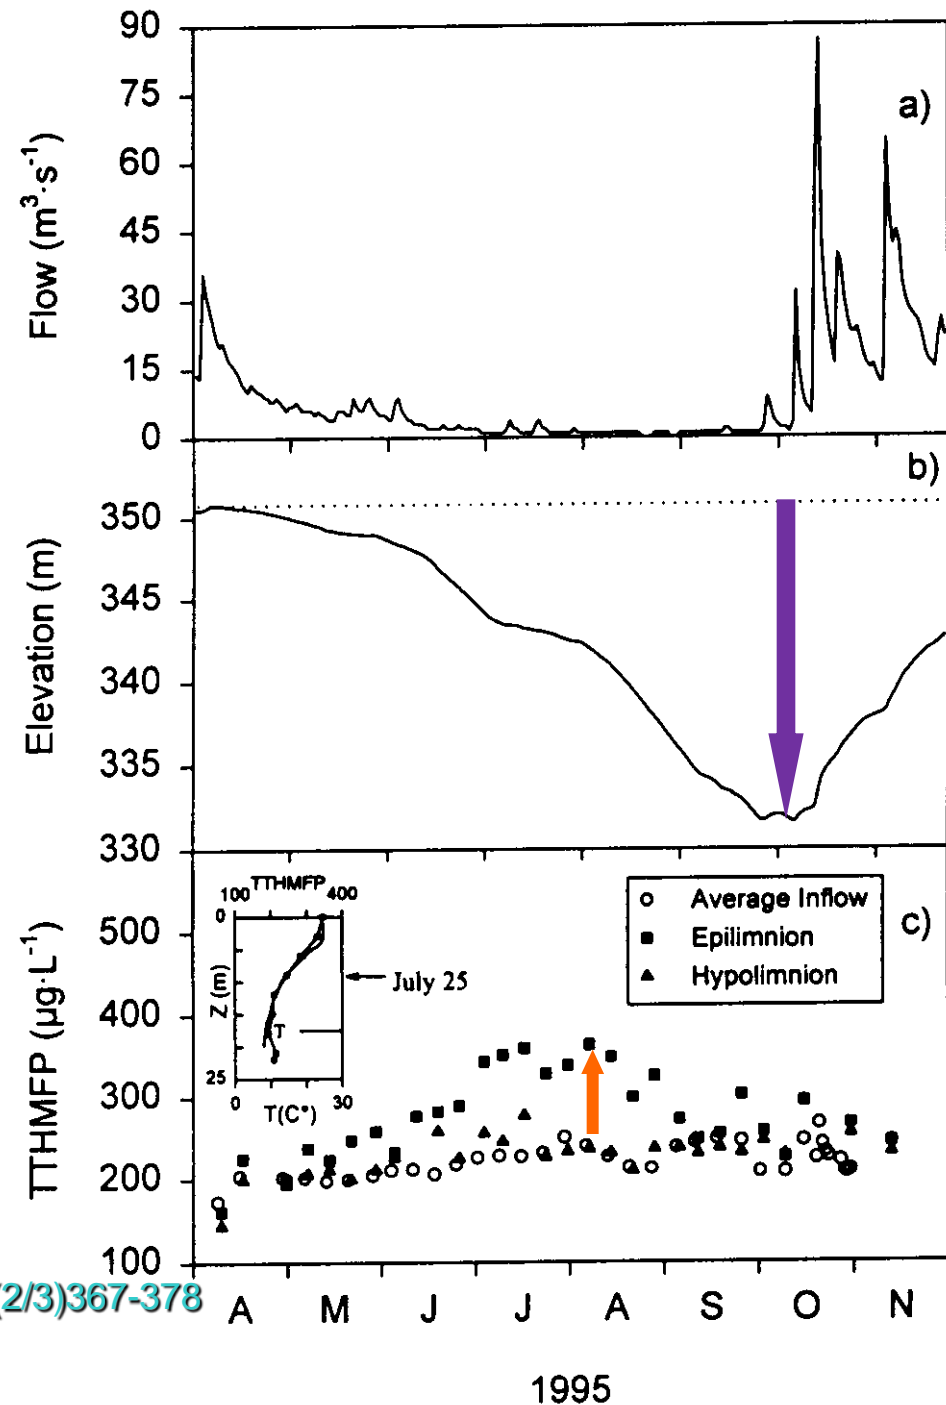 90
75
60
45
30
15
0
Flow (m³·s⁻¹)
a)
b)
350
345
340
335
330
Elevation (m)
c)
500
400
300
200
100
TTHMFP (µg·L⁻¹)
TTHMFP
100 400
0
25
Z (m)
T
0 30
T(C°)
July 25
Average Inflow
Epilimnion
Hypolimnion
(2/3)367-378
A M J J A S O N
1995